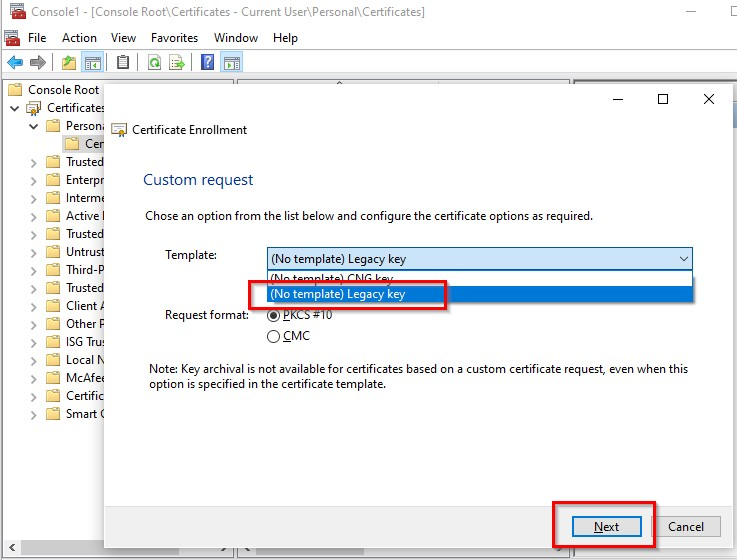 Console1 - [Console Root\Certificates - Current User\Personal\Certificates]
File Action View Favorites Window Help
Console Root
Certificates
Persona
Cer
Trusted
Enterpr
Interme
Active
Trusted
Untrust
Third-P
Trusted
Client A
Other P
ISG Trust
Local N
McAfee
Certific
Smart C
Certificate Enrollment
Custom request
Chose an option from the list below and configure the certificate options as required.
Template:
(No template) Legacy key
(No template) CNG key
(No template) Legacy key
Request format:
PKCS #10
CMC
Note: Key archival is not available for certificates based on a custom certificate request, even when this
option is specified in the certificate template.
Next
Cancel